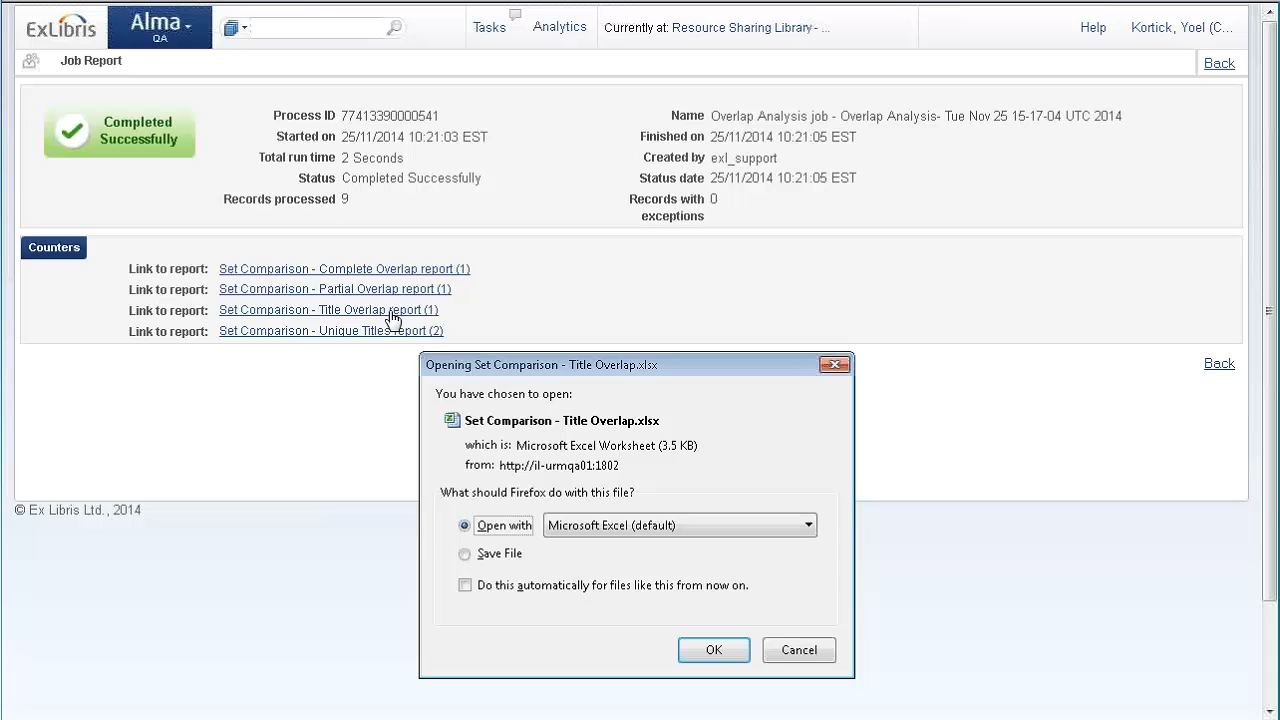 ExLibris
Alma
QA
Tasks
Analytics
Currently at: Resource Sharing Library- ...
Help
Kortick, Yoel (C...
Job Report
Back
Completed
Successfully
Process ID 77413390000541
Name Overlap Analysis job - Overlap Analysis- Tue Nov 25 15-17-04 UTC 2014
Started on 25/11/2014 10:21:03 EST
Finished on 25/11/2014 10:21:05 EST
Total run time 2 Seconds
Created by exl_support
Status Completed Successfully
Status date 25/11/2014 10:21:05 EST
Records processed 9
Records with exceptions 0
Counters
Link to report: Set Comparison - Complete Overlap report (1)
Link to report: Set Comparison - Partial Overlap report (1)
Link to report: Set Comparison - Title Overlap report (1)
Link to report: Set Comparison - Unique Titles report (2)
Back
Opening Set Comparison - Title Overlap.xlsx
You have chosen to open:
Set Comparison - Title Overlap.xlsx
which is: Microsoft Excel Worksheet (3.5 KB)
from: http://il-urmqa01:1802
What should Firefox do with this file?
Open with Microsoft Excel (default)
Save File
Do this automatically for files like this from now on.
OK
Cancel
© Ex Libris Ltd., 2014